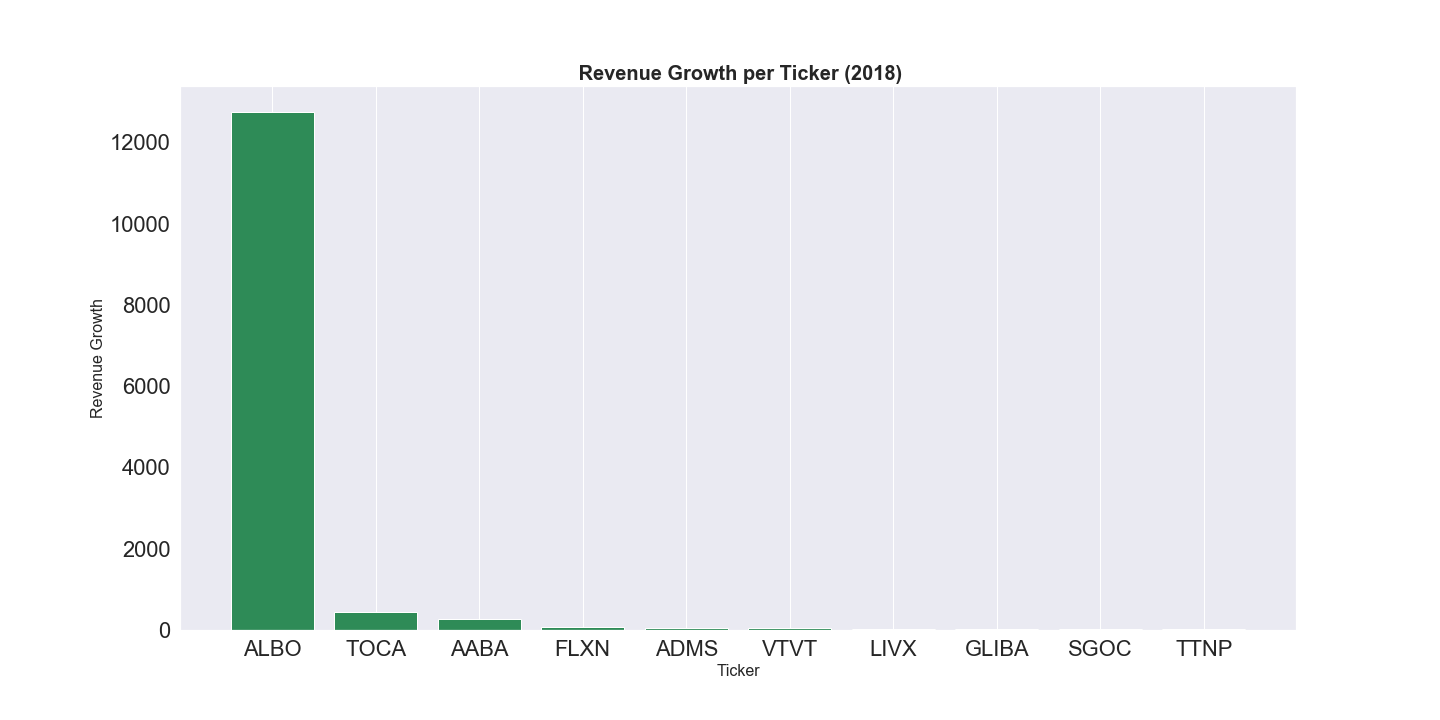 Revenue Growth per Ticker (2018)
12000
10000
8000
6000
4000
2000
0
Revenue Growth
ALBO TOCA AABA FLXN ADMS VTVT LIVX GLIBA SGOC TTNP
Ticker